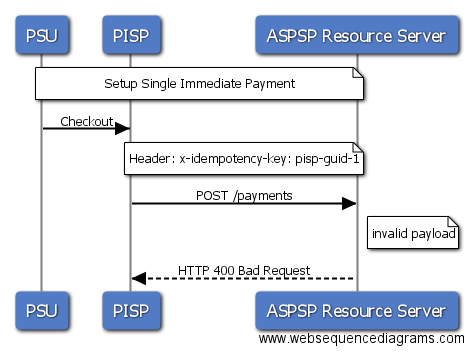 PSU PISP ASPSP Resource Server
Setup Single Immediate Payment
Checkout
Header: x-idempotency-key: pisp-guid-1
POST /payments
invalid payload
HTTP 400 Bad Request
PSU PISP ASPSP Resource Server
www.websequencediagrams.com